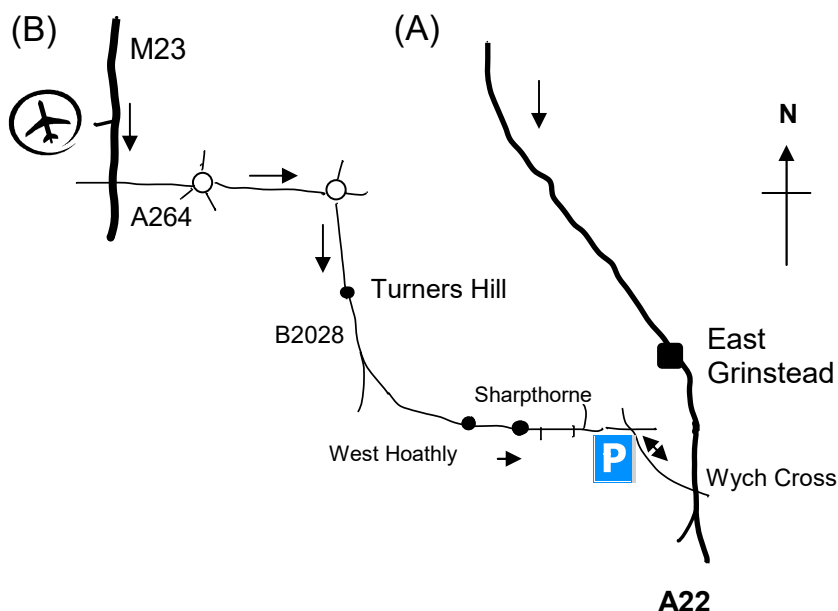 (B)
(A)
M23
N
A264
Turners Hill
B2028
East
Grinstead
Sharpthorne
West Hoathly
P
Wych Cross
A22